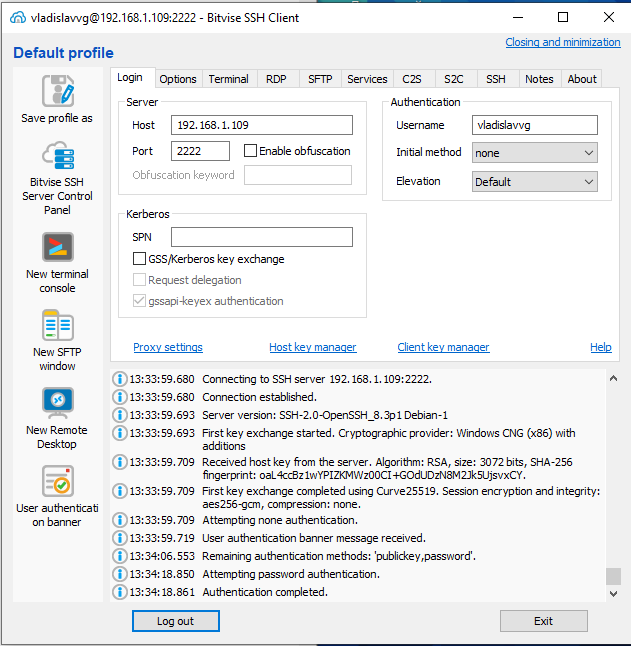 vladislavvg@192.168.1.109:2222 - Bitvise SSH Client
Default profile
Closing and minimization
Save profile as
Bitvise SSH
Server Control
Panel
New terminal
console
New SFTP
window
New Remote
Desktop
User authenticati
on banner
Login Options Terminal RDP SFTP Services C2S S2C SSH Notes About
Server
Host 192.168.1.109
Port 2222 Enable obfuscation
Obfuscation keyword
Authentication
Username vladislavvg
Initial method none
Elevation Default
Kerberos
SPN
GSS/Kerberos key exchange
Request delegation
gssapi-keyex authentication
Proxy settings Host key manager Client key manager Help
13:33:59.680 Connecting to SSH server 192.168.1.109:2222.
13:33:59.680 Connection established.
13:33:59.693 Server version: SSH-2.0-OpenSSH_8.3p1 Debian-1
13:33:59.693 First key exchange started. Cryptographic provider: Windows CNG (x86) with
additions
13:33:59.709 Received host key from the server. Algorithm: RSA, size: 3072 bits, SHA-256
fingerprint: oaL4ccBz1wYPIZKMWz00CI+GOdUDzN8M2Jk5UjsvxCY.
13:33:59.709 First key exchange completed using Curve25519. Session encryption and integrity:
aes256-gcm, compression: none.
13:33:59.709 Attempting none authentication.
13:33:59.719 User authentication banner message received.
13:34:06.553 Remaining authentication methods: 'publickey,password'.
13:34:18.850 Attempting password authentication.
13:34:18.861 Authentication completed.
Log out Exit